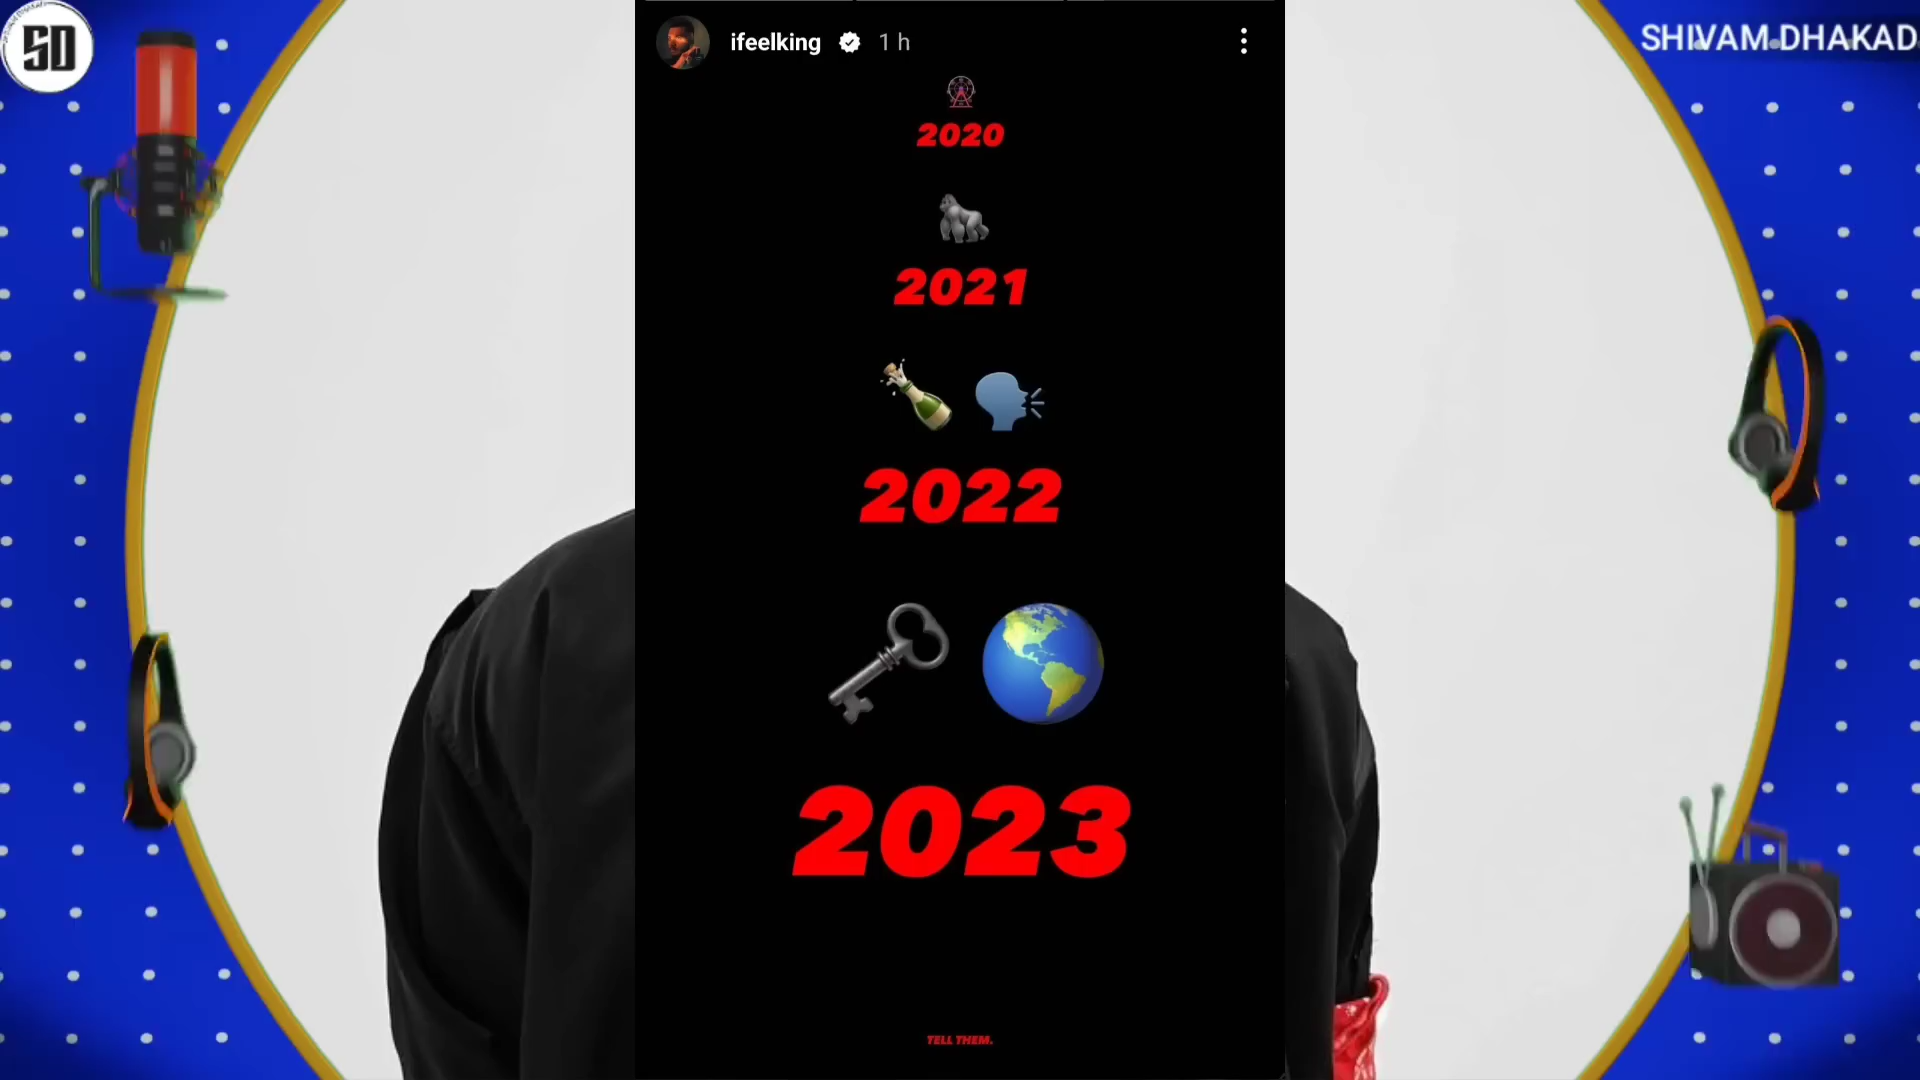 SD
SHIVAM DHAKAD
ifeelking 1 h
2020
2021
2022
2023
TELL THEM.